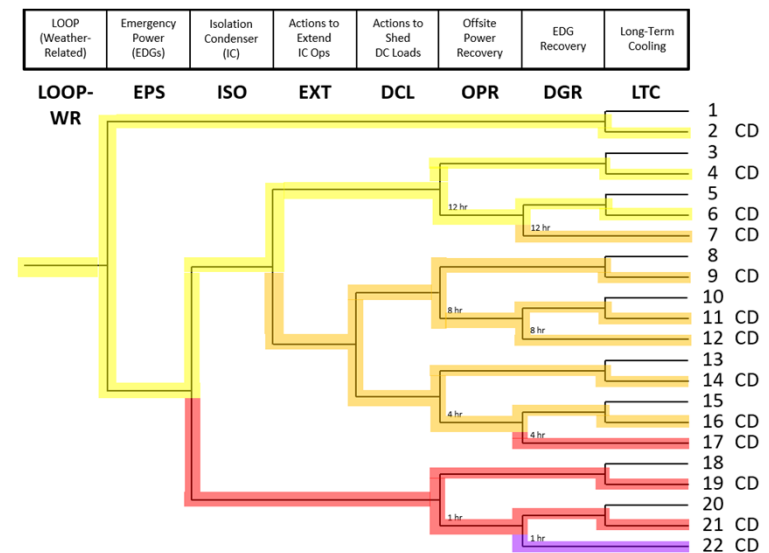 LOOP
(Weather-
Related)
Emergency
Power
(EDGs)
Isolation
Condenser
(IC)
Actions to
Extend
IC Ops
Actions to
Shed
DC Loads
Offsite
Power
Recovery
EDG
Recovery
Long-Term
Cooling
LOOP-
WR
EPS
ISO
EXT
DCL
OPR
DGR
LTC
1
2 CD
3
4 CD
5
12 hr
6 CD
12 hr
7 CD
8
9 CD
10
8 hr
11 CD
8 hr
12 CD
13
14 CD
15
4 hr
16 CD
4 hr
17 CD
18
19 CD
20
1 hr
21 CD
1 hr
22 CD